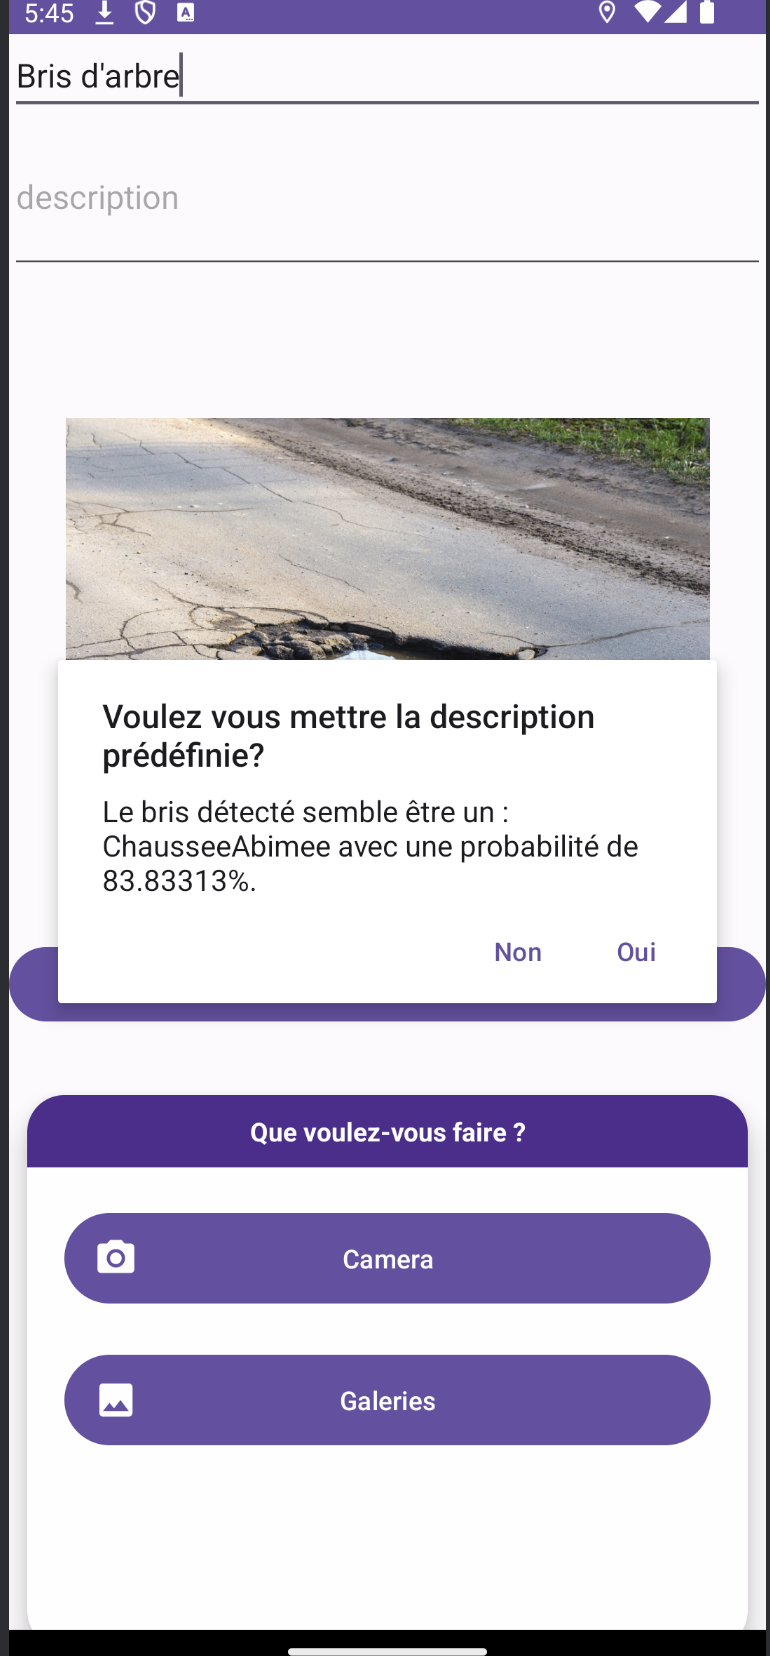 5:45
Bris d'arbre
description
Voulez vous mettre la description
prédéfinie?
Le bris détecté semble être un :
ChausseeAbimee avec une probabilité de
83.83313%.
Non Oui
Que voulez-vous faire ?
Camera
Galeries